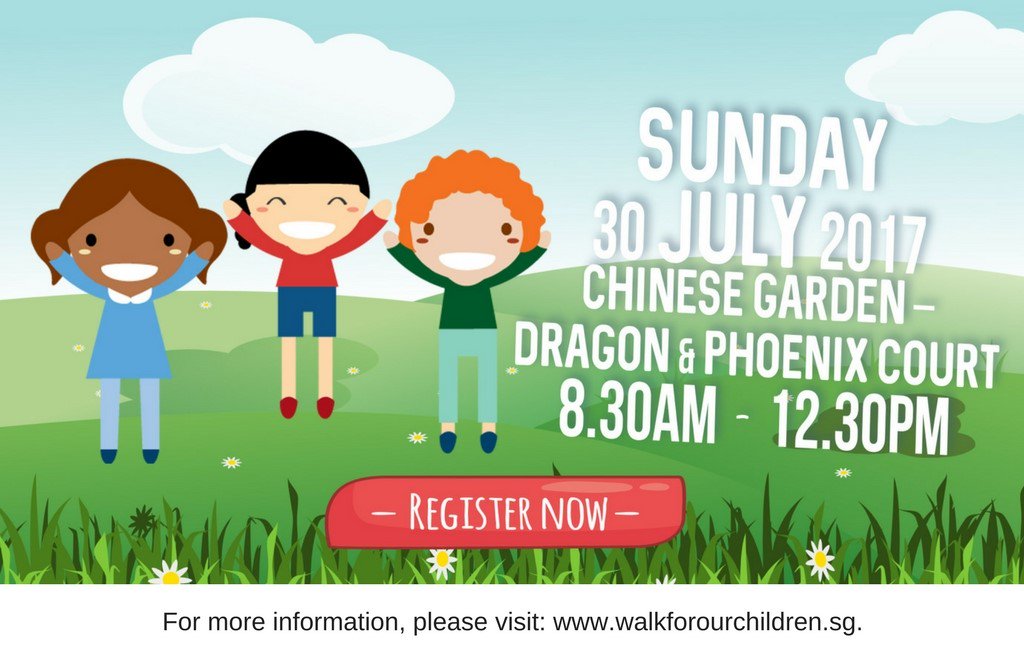 SUNDAY
30 JULY 2017
CHINESE GARDEN –
DRAGON & PHOENIX COURT
8.30AM - 12.30PM
– REGISTER NOW –
For more information, please visit: www.walkforourchildren.sg.